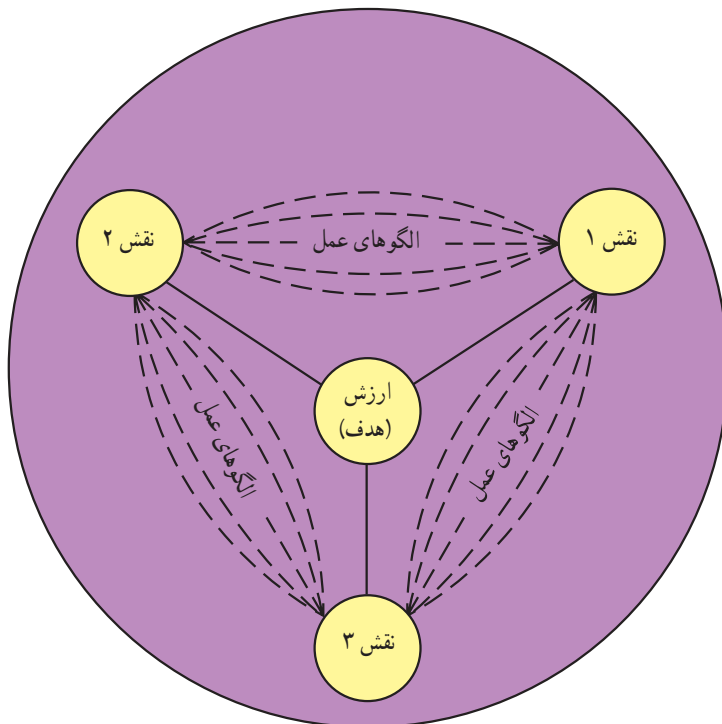 نقش ۱
الگوهای عمل
نقش ۲
ارزش
(هدف)
الگوهای عمل
الگوهای عمل
نقش ۳